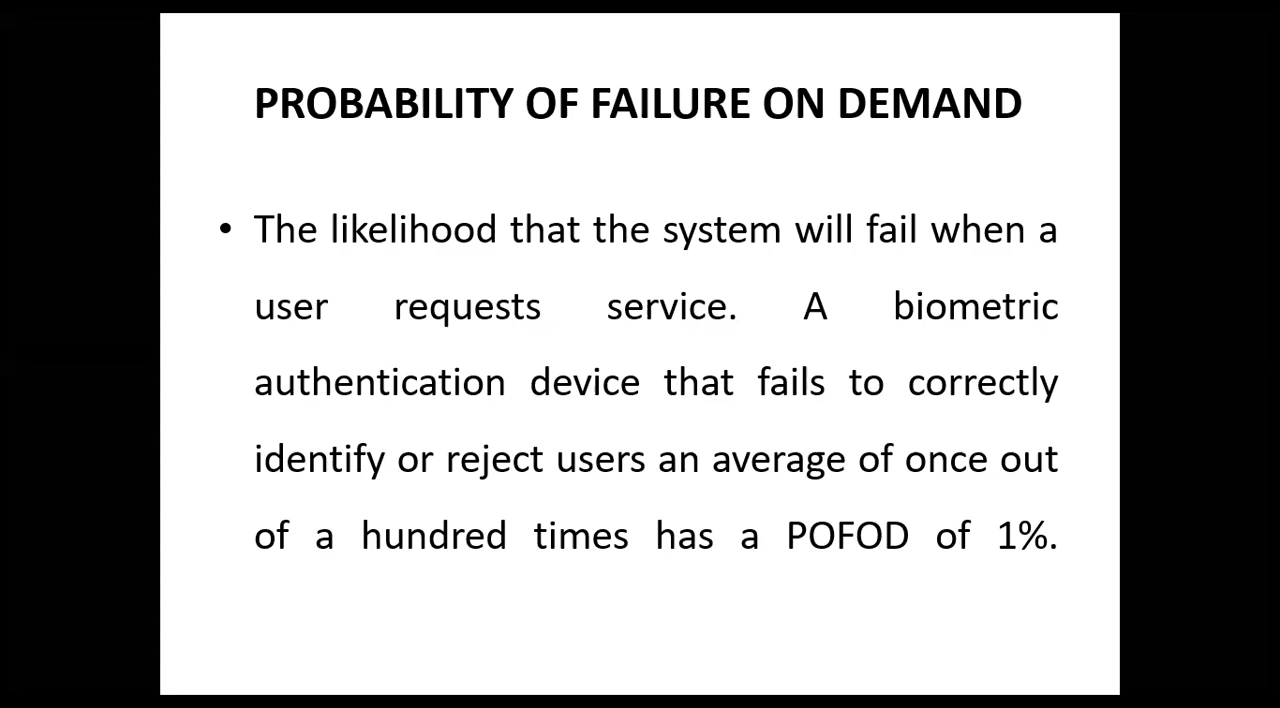 PROBABILITY OF FAILURE ON DEMAND
• The likelihood that the system will fail when a
user requests service. A biometric
authentication device that fails to correctly
identify or reject users an average of once out
of a hundred times has a POFOD of 1%.